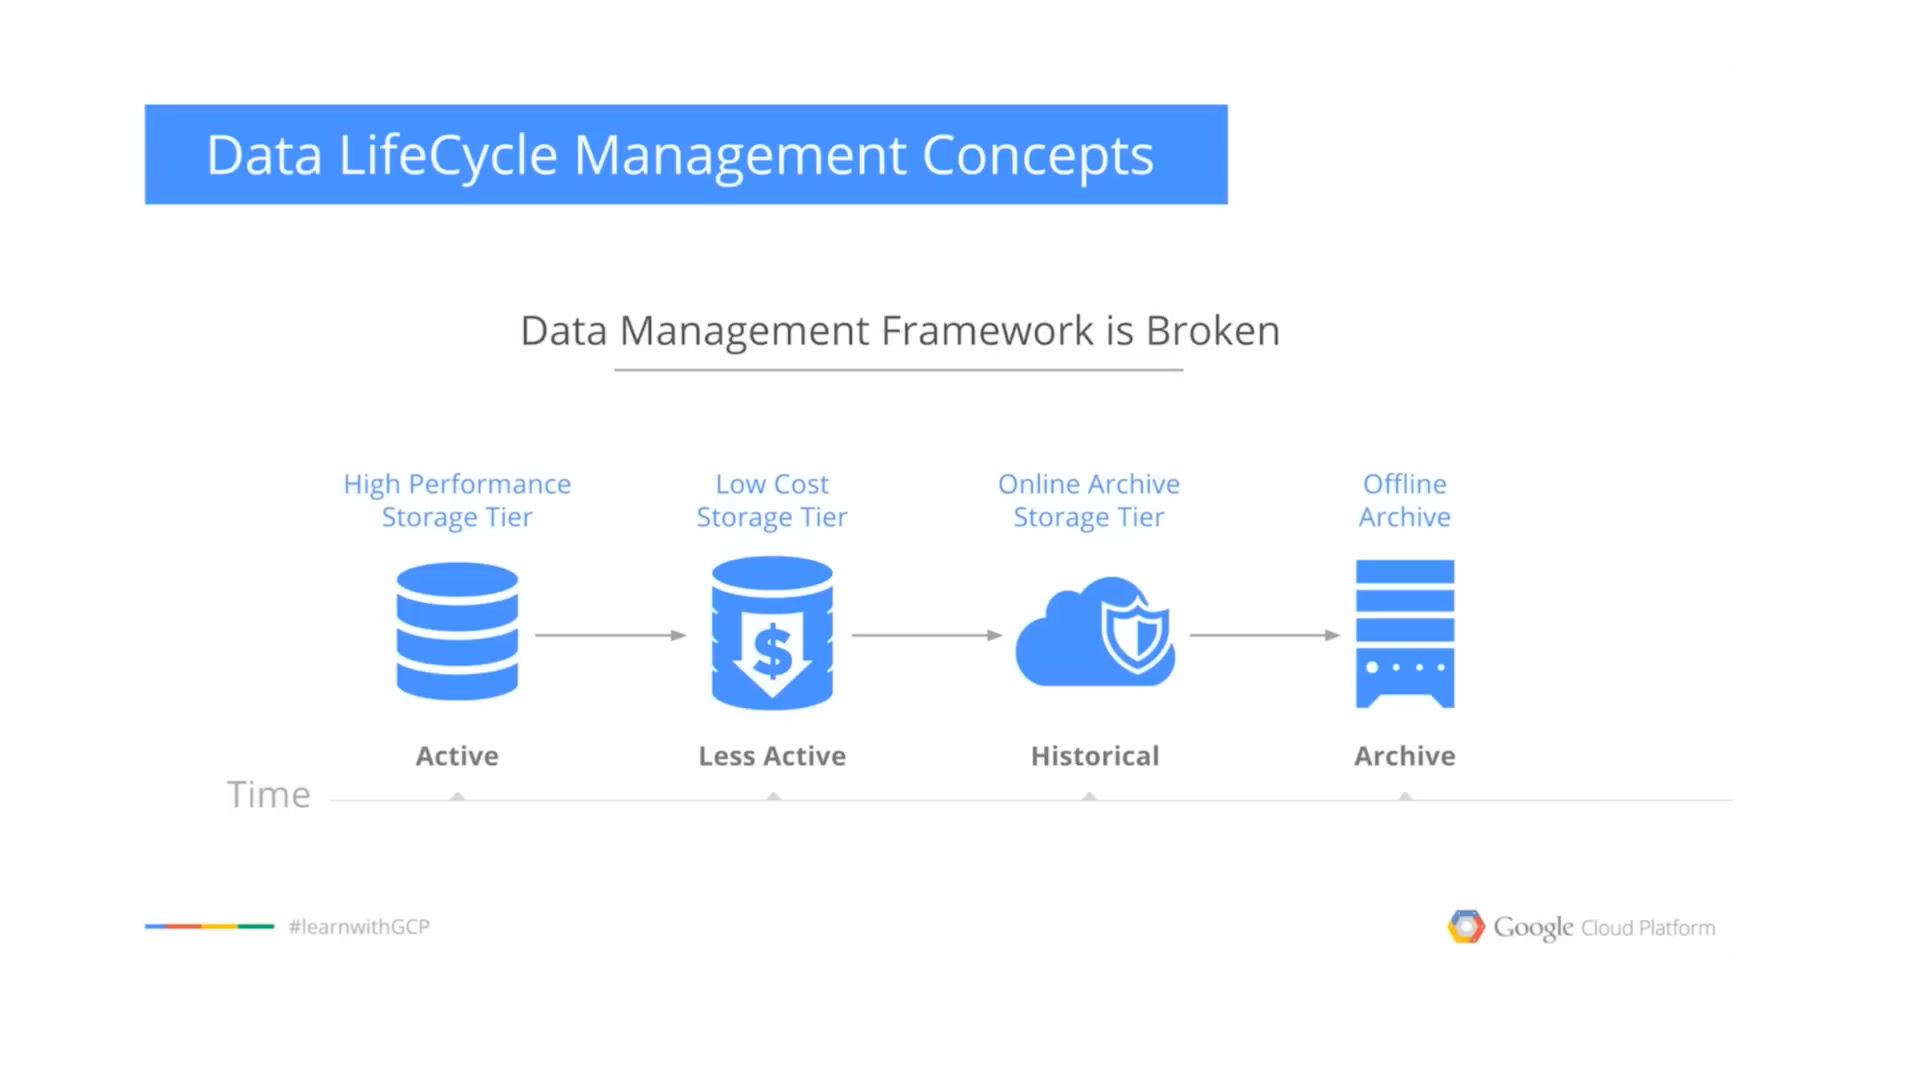 Data LifeCycle Management Concepts
Data Management Framework is Broken
High Performance
Storage Tier
Low Cost
Storage Tier
Online Archive
Storage Tier
Offline
Archive
$
Active
Less Active
Historical
Archive
Time
#learnwithGCP
Google Cloud Platform